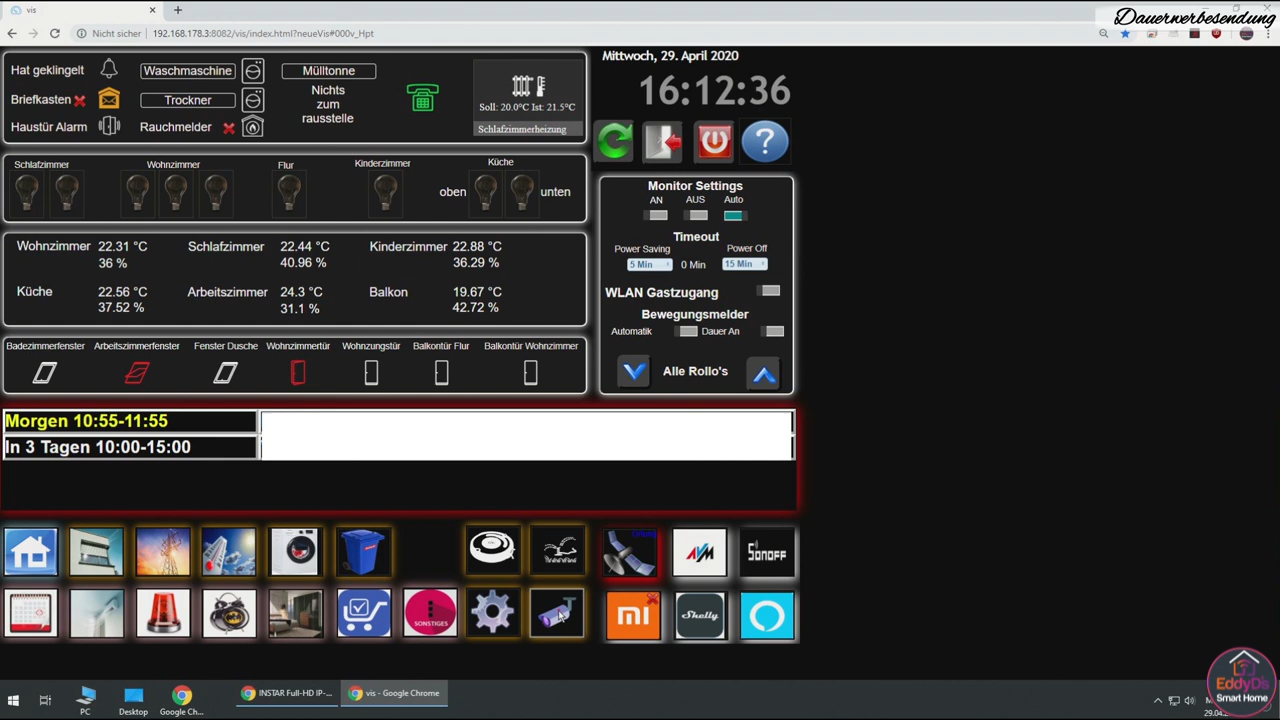 vis
Dauerwerbesendung
Nicht sicher
192.168.178.3:8082/vis/index.html?neueVis#000v_Hpt
Hat geklingelt
Waschmaschine
Mülltonne
Briefkasten
Trockner
Nichts
zum
rausstelle
Haustür Alarm
Rauchmelder
Soll: 20.0°C Ist: 21.5°C
Schlafzimmerheizung
Mittwoch, 29. April 2020
16:12:36
Schlafzimmer
Wohnzimmer
Flur
Kinderzimmer
Küche
oben
unten
Monitor Settings
AN
AUS
Auto
Timeout
Power Saving
Power Off
5 Min
0 Min
15 Min
WLAN Gastzugang
Bewegungsmelder
Automatik
Dauer An
Alle Rollo's
Wohnzimmer 22.31 °C
36 %
Schlafzimmer 22.44 °C
40.96 %
Kinderzimmer 22.88 °C
36.29 %
Küche 22.56 °C
37.52 %
Arbeitszimmer 24.3 °C
31.1 %
Balkon 19.67 °C
42.72 %
Badezimmerfenster
Arbeitszimmerfenster
Fenster Dusche
Wohnzimmertür
Wohnzungstür
Balkontür Flur
Balkontür Wohnzimmer
Morgen 10:55-11:55
In 3 Tagen 10:00-15:00
SONOFF
SONSTIGES
mi
Shelly
PC
Desktop
Google Ch...
INSTAR Full-HD IP-...
vis - Google Chrome
29.04
EddyD's
Smart Home